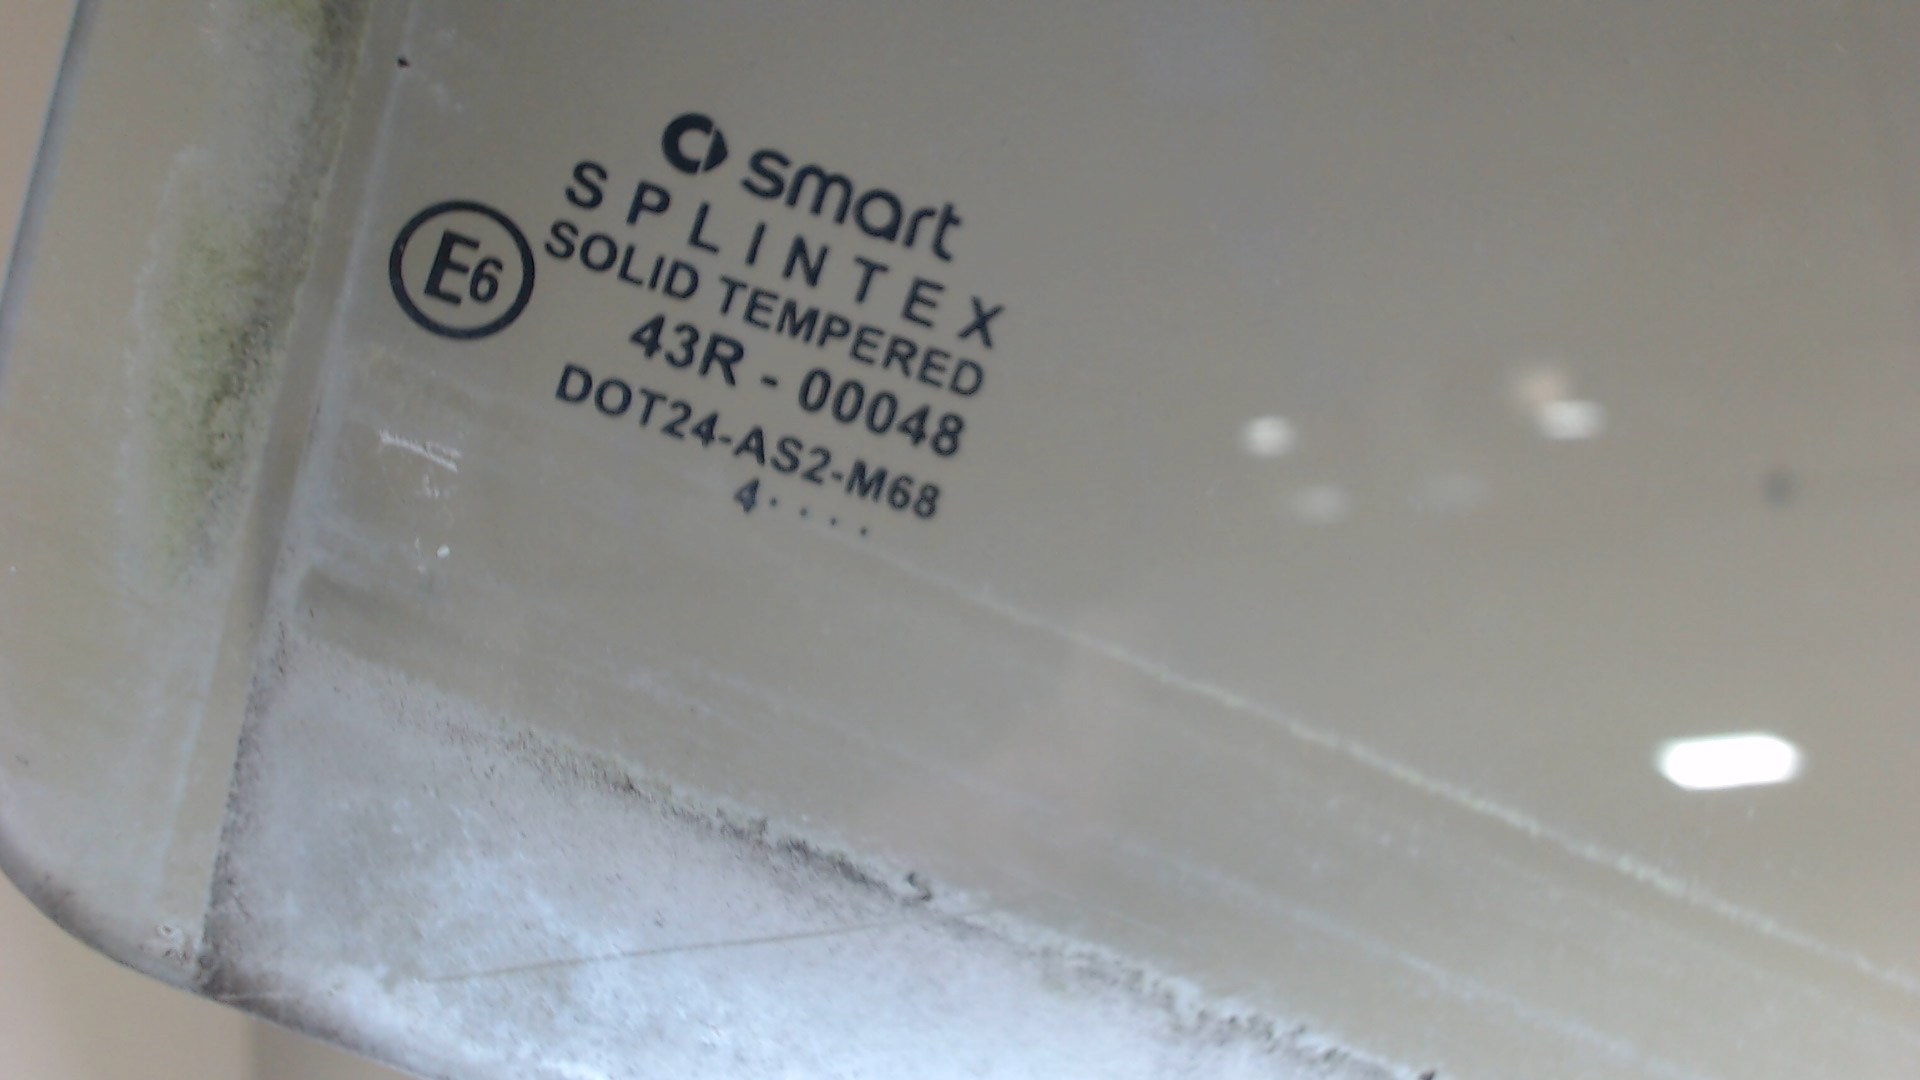 smart
SPLINTEX
SOLID TEMPERED
E6
43R - 00048
DOT24-AS2-M68
4 . . . .